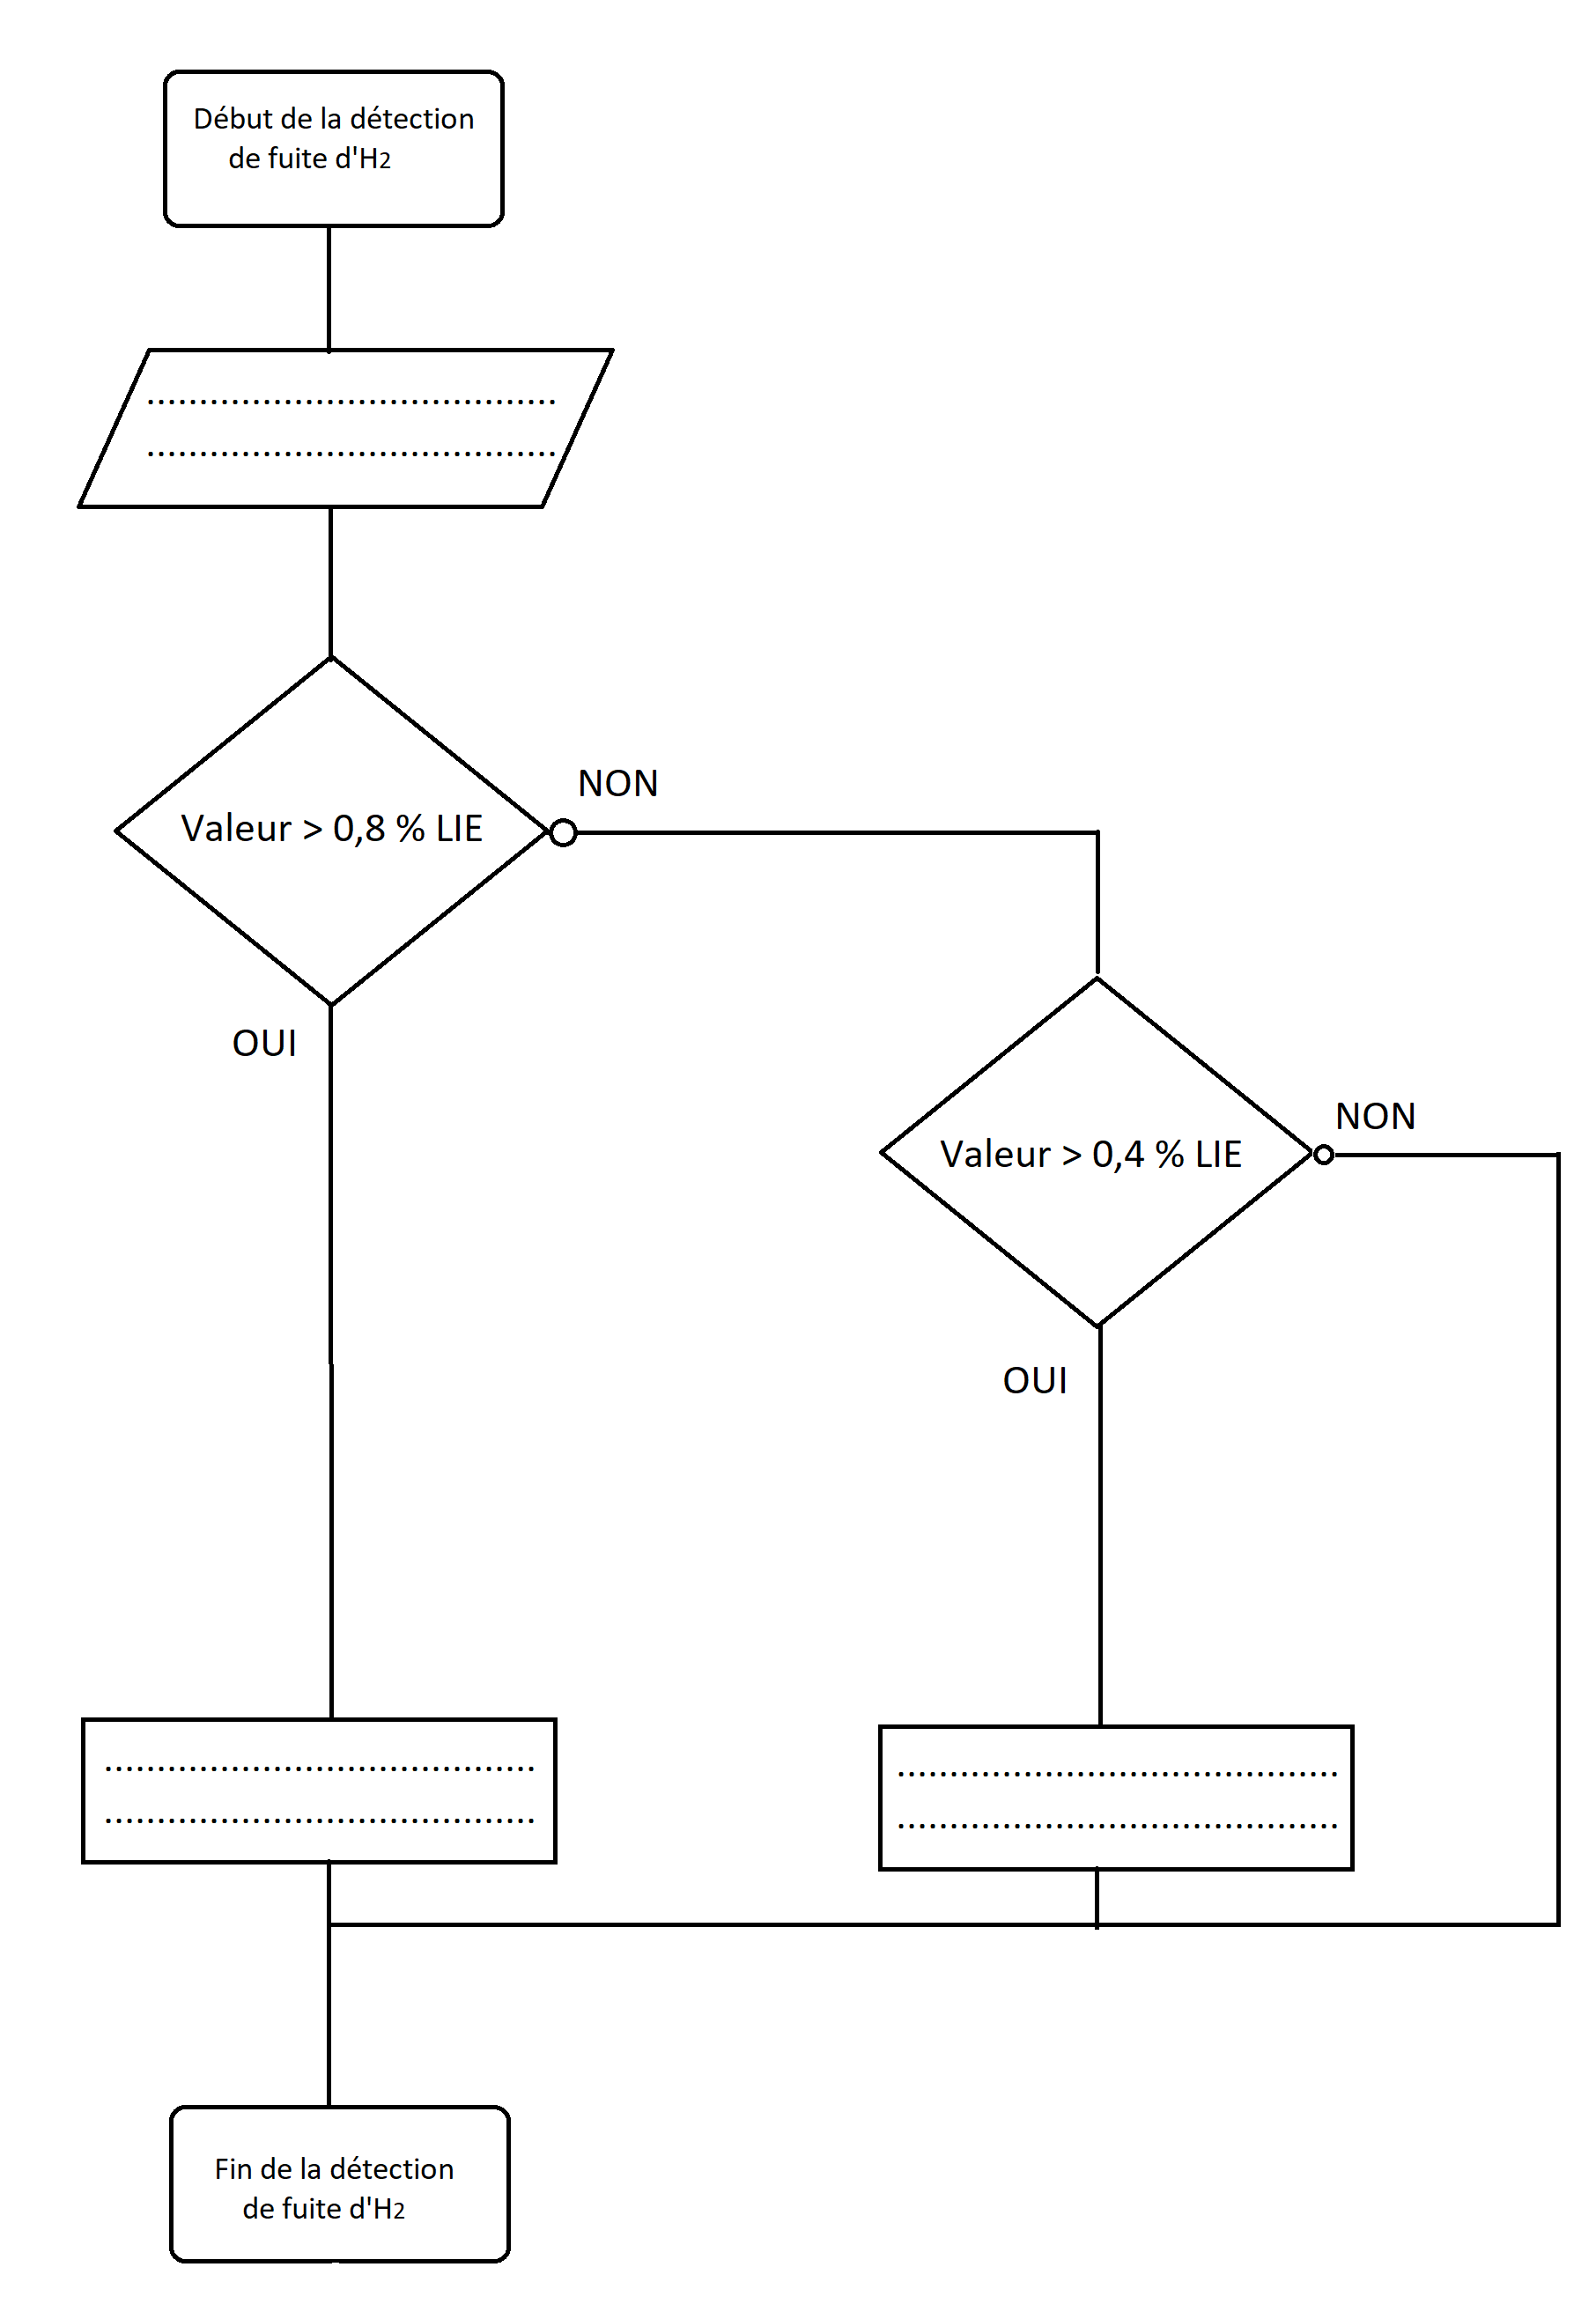 Début de la détection
de fuite d'H2
.......................................
.......................................
Valeur > 0,8 % LIE
NON
OUI
Valeur > 0,4 % LIE
NON
OUI
.........................................
.........................................
..........................................
..........................................
Fin de la détection
de fuite d'H2